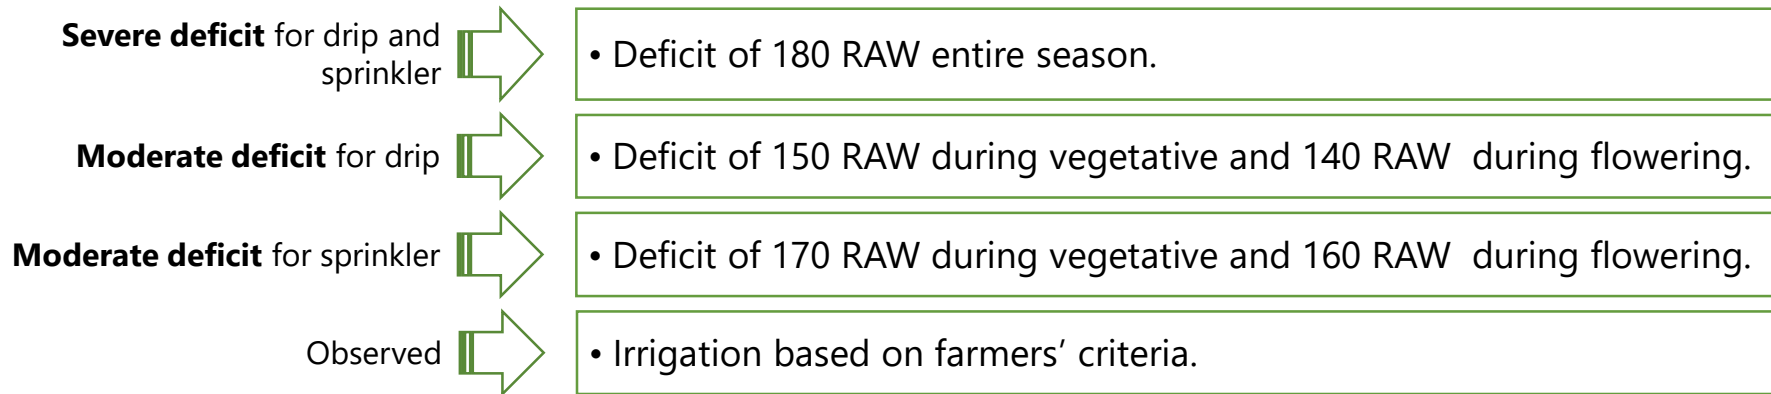 Severe deficit for drip and
sprinkler
• Deficit of 180 RAW entire season.
Moderate deficit for drip
• Deficit of 150 RAW during vegetative and 140 RAW  during flowering.
Moderate deficit for sprinkler
• Deficit of 170 RAW during vegetative and 160 RAW  during flowering.
Observed
• Irrigation based on farmers’ criteria.